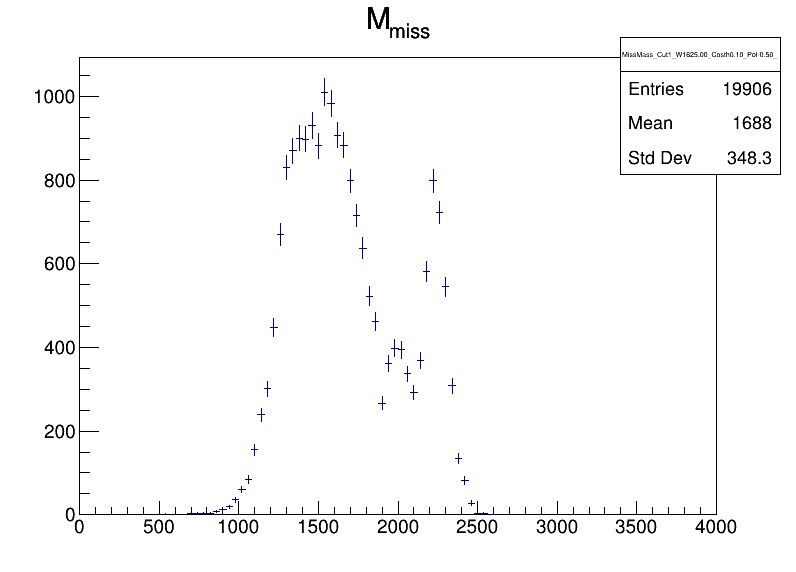 M_miss
MissMass_Cut1_W1625.00_Costh0.10_Pol-0.50_
Entries 19906
Mean 1688
Std Dev 348.3
1000
800
600
400
200
0
0 500 1000 1500 2000 2500 3000 3500 4000